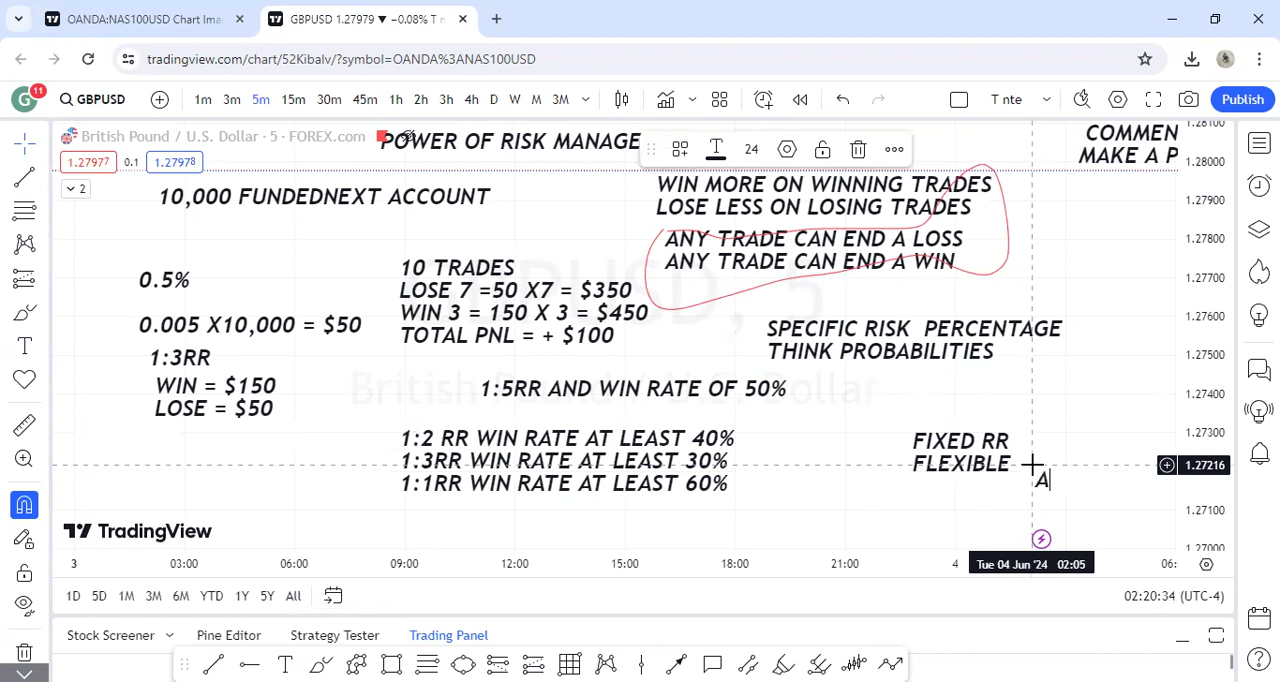 OANDA:NAS100USD Chart Ima
GBPUSD 1.27979 ▼ −0.08% T n
tradingview.com/chart/52Kibalv/?symbol=OANDA%3ANAS100USD
G 11 GBPUSD 1m 3m 5m 15m 30m 45m 1h 2h 3h 4h D W M 3M T nte Publish
British Pound / U.S. Dollar · 5 · FOREX.com
POWER OF RISK MANAGE
24
COMMEN
MAKE A P
1.27977 0.1 1.27978
2
10,000 FUNDEDNEXT ACCOUNT
WIN MORE ON WINNING TRADES
LOSE LESS ON LOSING TRADES
ANY TRADE CAN END A LOSS
ANY TRADE CAN END A WIN
0.5%
0.005 X10,000 = $50
1:3RR
WIN = $150
LOSE = $50
10 TRADES
LOSE 7 =50 X7 = $350
WIN 3 = 150 X 3 = $450
TOTAL PNL = + $100
SPECIFIC RISK PERCENTAGE
THINK PROBABILITIES
1:5RR AND WIN RATE OF 50%
British Pound / U.S. Dollar
1:2 RR WIN RATE AT LEAST 40%
1:3RR WIN RATE AT LEAST 30%
1:1RR WIN RATE AT LEAST 60%
FIXED RR
FLEXIBLE
A
1.28100
1.28000
1.27900
1.27800
1.27700
1.27600
1.27500
1.27400
1.27300
1.27216
1.27100
1.27000
TradingView
3 03:00 06:00 09:00 12:00 15:00 18:00 21:00 4 Tue 04 Jun '24 02:05 06:
1D 5D 1M 3M 6M YTD 1Y 5Y All 02:20:34 (UTC-4)
Stock Screener Pine Editor Strategy Tester Trading Panel